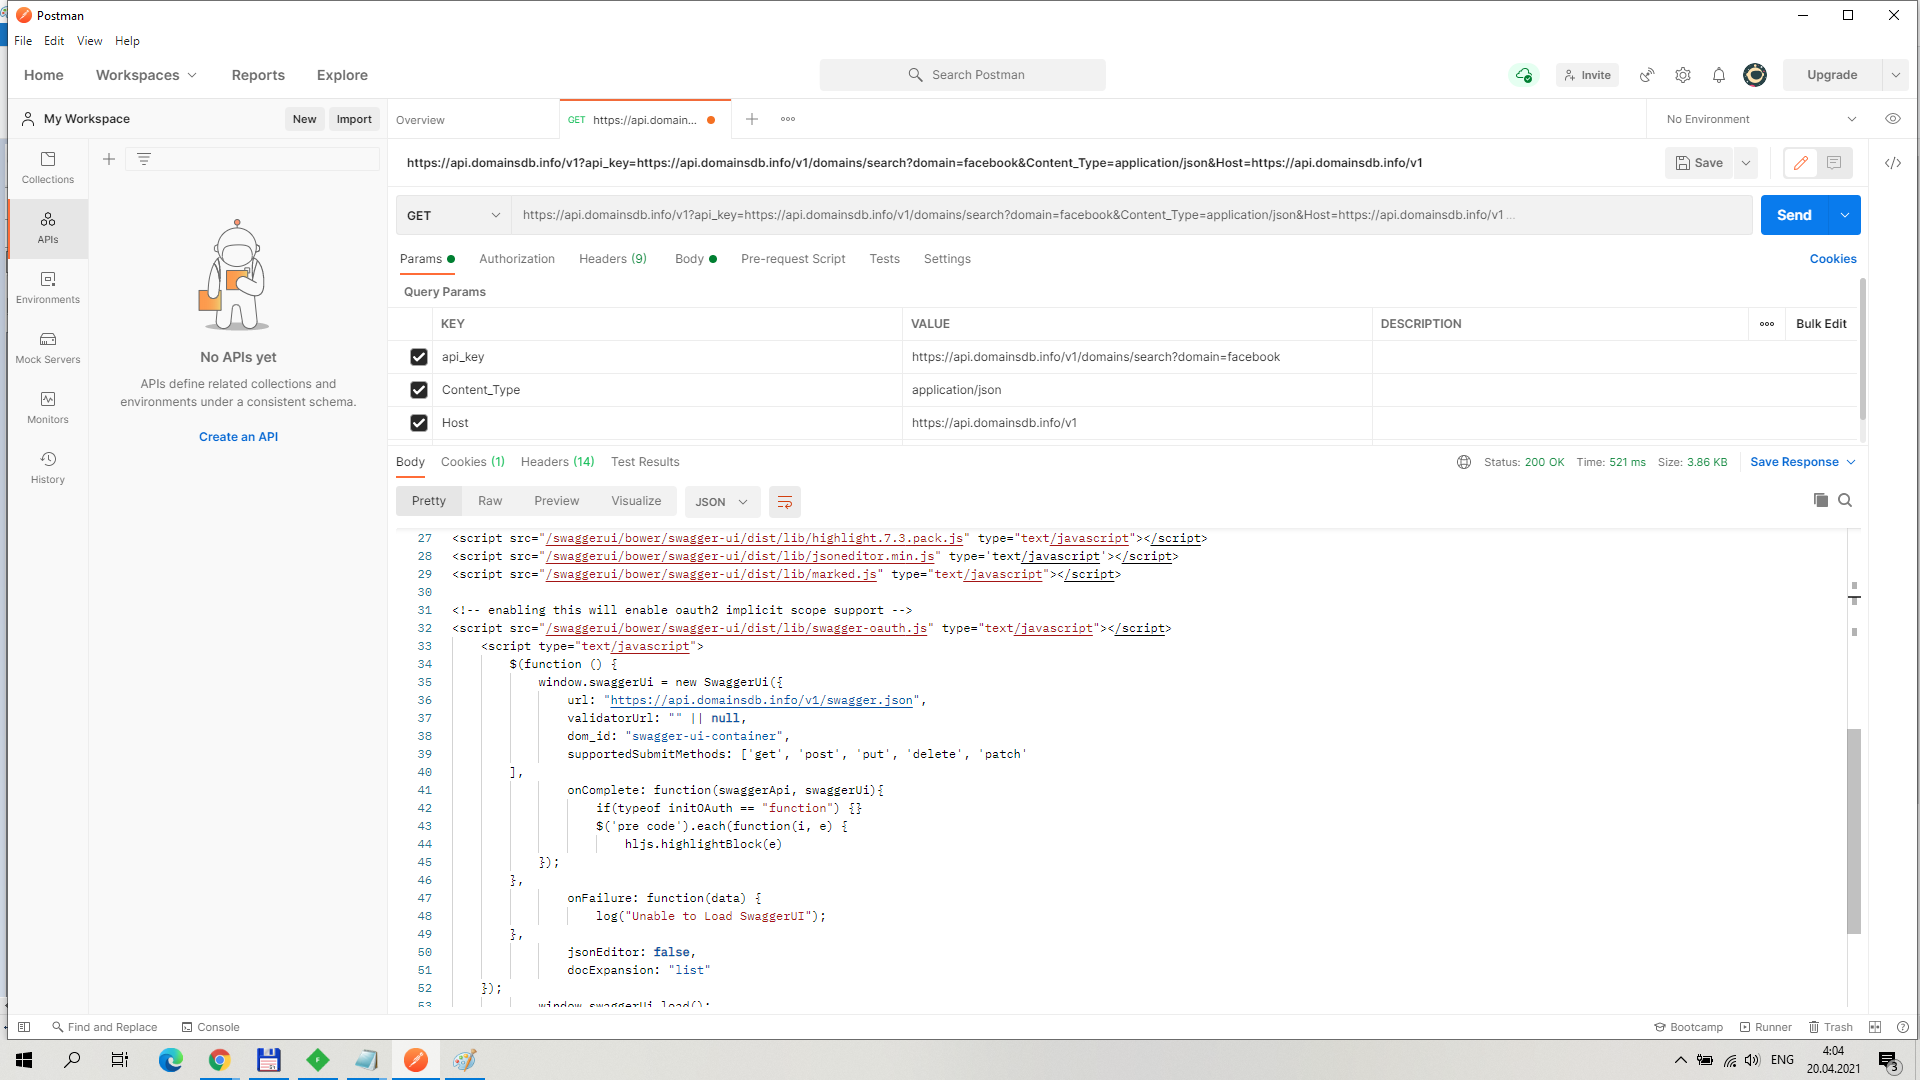 Postman
File Edit View Help
Home Workspaces Reports Explore
Search Postman
Invite
Upgrade
My Workspace
New Import
Overview
GET https://api.domain...
No Environment
https://api.domainsdb.info/v1?api_key=https://api.domainsdb.info/v1/domains/search?domain=facebook&Content_Type=application/json&Host=https://api.domainsdb.info/v1
Save
GET
https://api.domainsdb.info/v1?api_key=https://api.domainsdb.info/v1/domains/search?domain=facebook&Content_Type=application/json&Host=https://api.domainsdb.info/v1 ...
Send
Params Authorization Headers (9) Body Pre-request Script Tests Settings Cookies
Query Params
KEY VALUE DESCRIPTION Bulk Edit
api_key https://api.domainsdb.info/v1/domains/search?domain=facebook
Content_Type application/json
Host https://api.domainsdb.info/v1
Collections
APIs
Environments
Mock Servers
Monitors
History
No APIs yet
APIs define related collections and
environments under a consistent schema.
Create an API
Body Cookies (1) Headers (14) Test Results
Status: 200 OK Time: 521 ms Size: 3.86 KB Save Response
Pretty Raw Preview Visualize JSON
27 <script src="/swaggerui/bower/swagger-ui/dist/lib/highlight.7.3.pack.js" type="text/javascript"></script>
28 <script src="/swaggerui/bower/swagger-ui/dist/lib/jsoneditor.min.js" type='text/javascript'></script>
29 <script src="/swaggerui/bower/swagger-ui/dist/lib/marked.js" type="text/javascript"></script>
30
31 <!-- enabling this will enable oauth2 implicit scope support -->
32 <script src="/swaggerui/bower/swagger-ui/dist/lib/swagger-oauth.js" type="text/javascript"></script>
33 <script type="text/javascript">
34 $(function () {
35 window.swaggerUi = new SwaggerUi({
36 url: "https://api.domainsdb.info/v1/swagger.json",
37 validatorUrl: "" || null,
38 dom_id: "swagger-ui-container",
39 supportedSubmitMethods: ['get', 'post', 'put', 'delete', 'patch'
40 ],
41 onComplete: function(swaggerApi, swaggerUi){
42 if(typeof initOAuth == "function") {}
43 $('pre code').each(function(i, e) {
44 hljs.highlightBlock(e)
45 });
46 },
47 onFailure: function(data) {
48 log("Unable to Load SwaggerUI");
49 },
50 jsonEditor: false,
51 docExpansion: "list"
52 });
53 window.swaggerUi.load();
Find and Replace Console
Bootcamp Runner Trash
ENG
4:04
20.04.2021
3